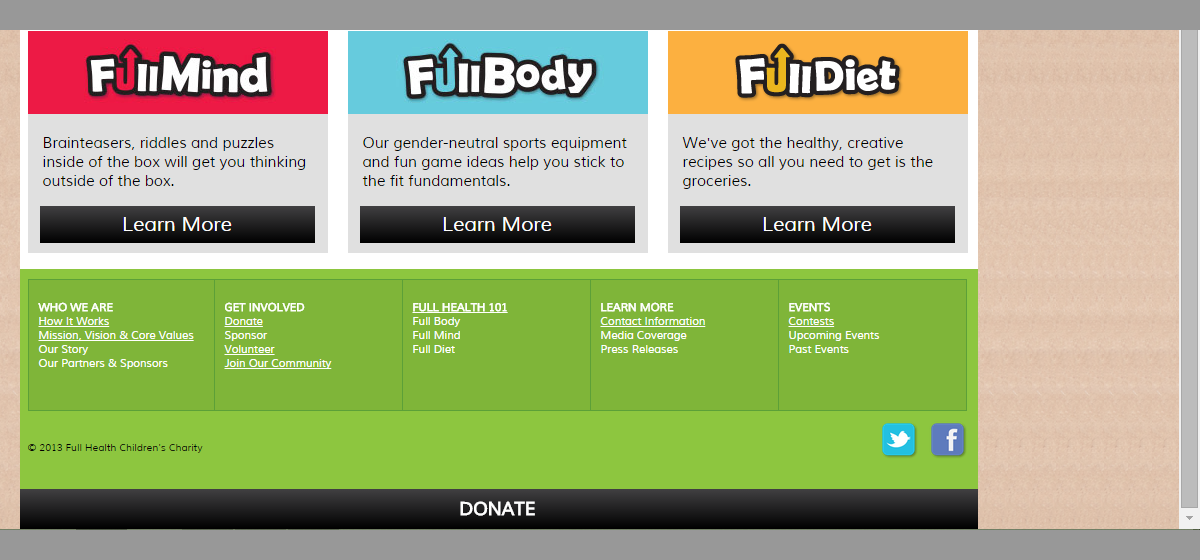 FullMind
Brainteasers, riddles and puzzles
inside of the box will get you thinking
outside of the box.
Learn More
FullBody
Our gender-neutral sports equipment
and fun game ideas help you stick to
the fit fundamentals.
Learn More
FullDiet
We've got the healthy, creative
recipes so all you need to get is the
groceries.
Learn More
WHO WE ARE
How It Works
Mission, Vision & Core Values
Our Story
Our Partners & Sponsors
GET INVOLVED
Donate
Sponsor
Volunteer
Join Our Community
FULL HEALTH 101
Full Body
Full Mind
Full Diet
LEARN MORE
Contact Information
Media Coverage
Press Releases
EVENTS
Contests
Upcoming Events
Past Events
© 2013 Full Health Children's Charity
f
DONATE